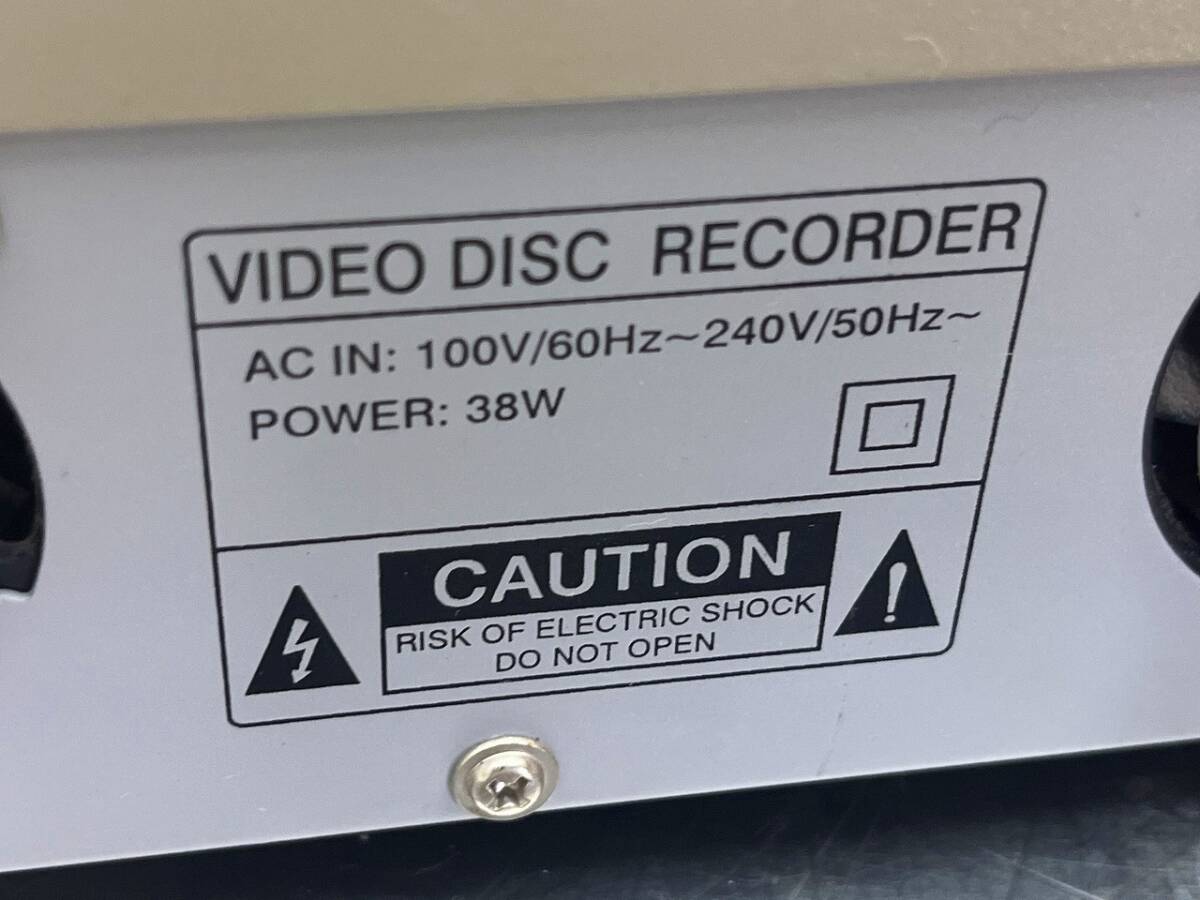 VIDEO DISC RECORDER
AC IN: 100V/60Hz~240V/50Hz~
POWER: 38W
CAUTION
RISK OF ELECTRIC SHOCK
DO NOT OPEN